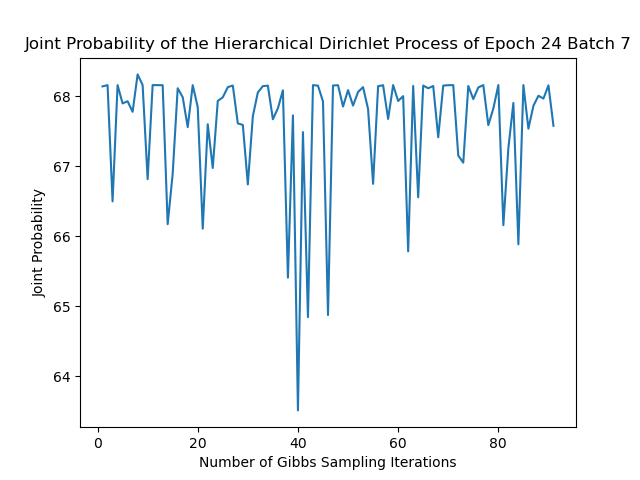 Joint Probability of the Hierarchical Dirichlet Process of Epoch 24 Batch 7
Joint Probability
68
67
66
65
64
0 20 40 60 80
Number of Gibbs Sampling Iterations